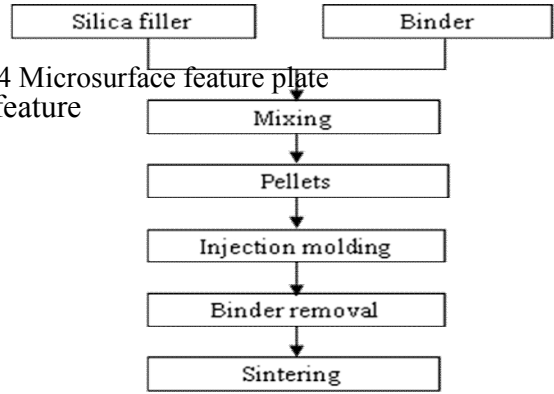 Silica filler
Binder
4 Microsurface feature plate
feature
Mixing
Pellets
Injection molding
Binder removal
Sintering